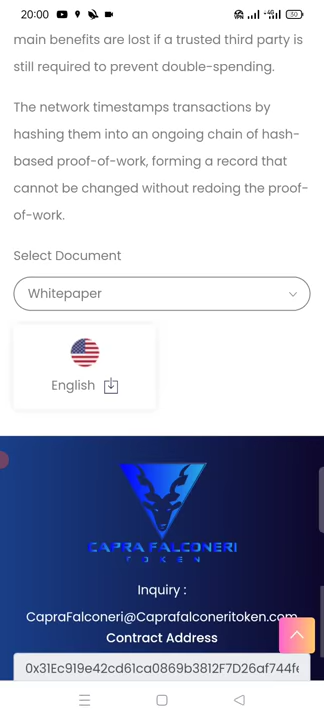 20:00
30
main benefits are lost if a trusted third party is
still required to prevent double-spending.
The network timestamps transactions by
hashing them into an ongoing chain of hash-
based proof-of-work, forming a record that
cannot be changed without redoing the proof-
of-work.
Select Document
Whitepaper
English
CAPRA FALCONERI
TOKEN
Inquiry :
CapraFalconeri@Caprafalconeritoken.com
Contract Address
0x31Ec919e42cd61ca0869b3812F7D26af744fe